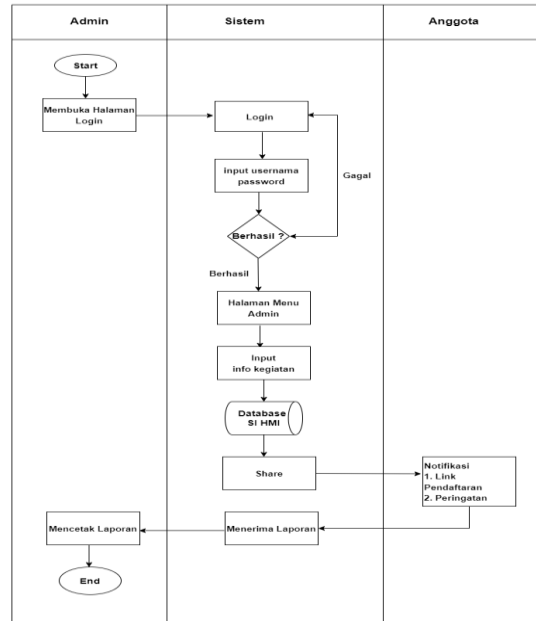 Admin
Sistem
Anggota
Start
Membuka Halaman
Login
Login
input usernama
password
Gagal
Berhasil ?
Berhasil
Halaman Menu
Admin
Input
info kegiatan
Database
SI HMI
Share
Notifikasi
1. Link
Pendaftaran
2. Peringatan
Mencetak Laporan
Menerima Laporan
End